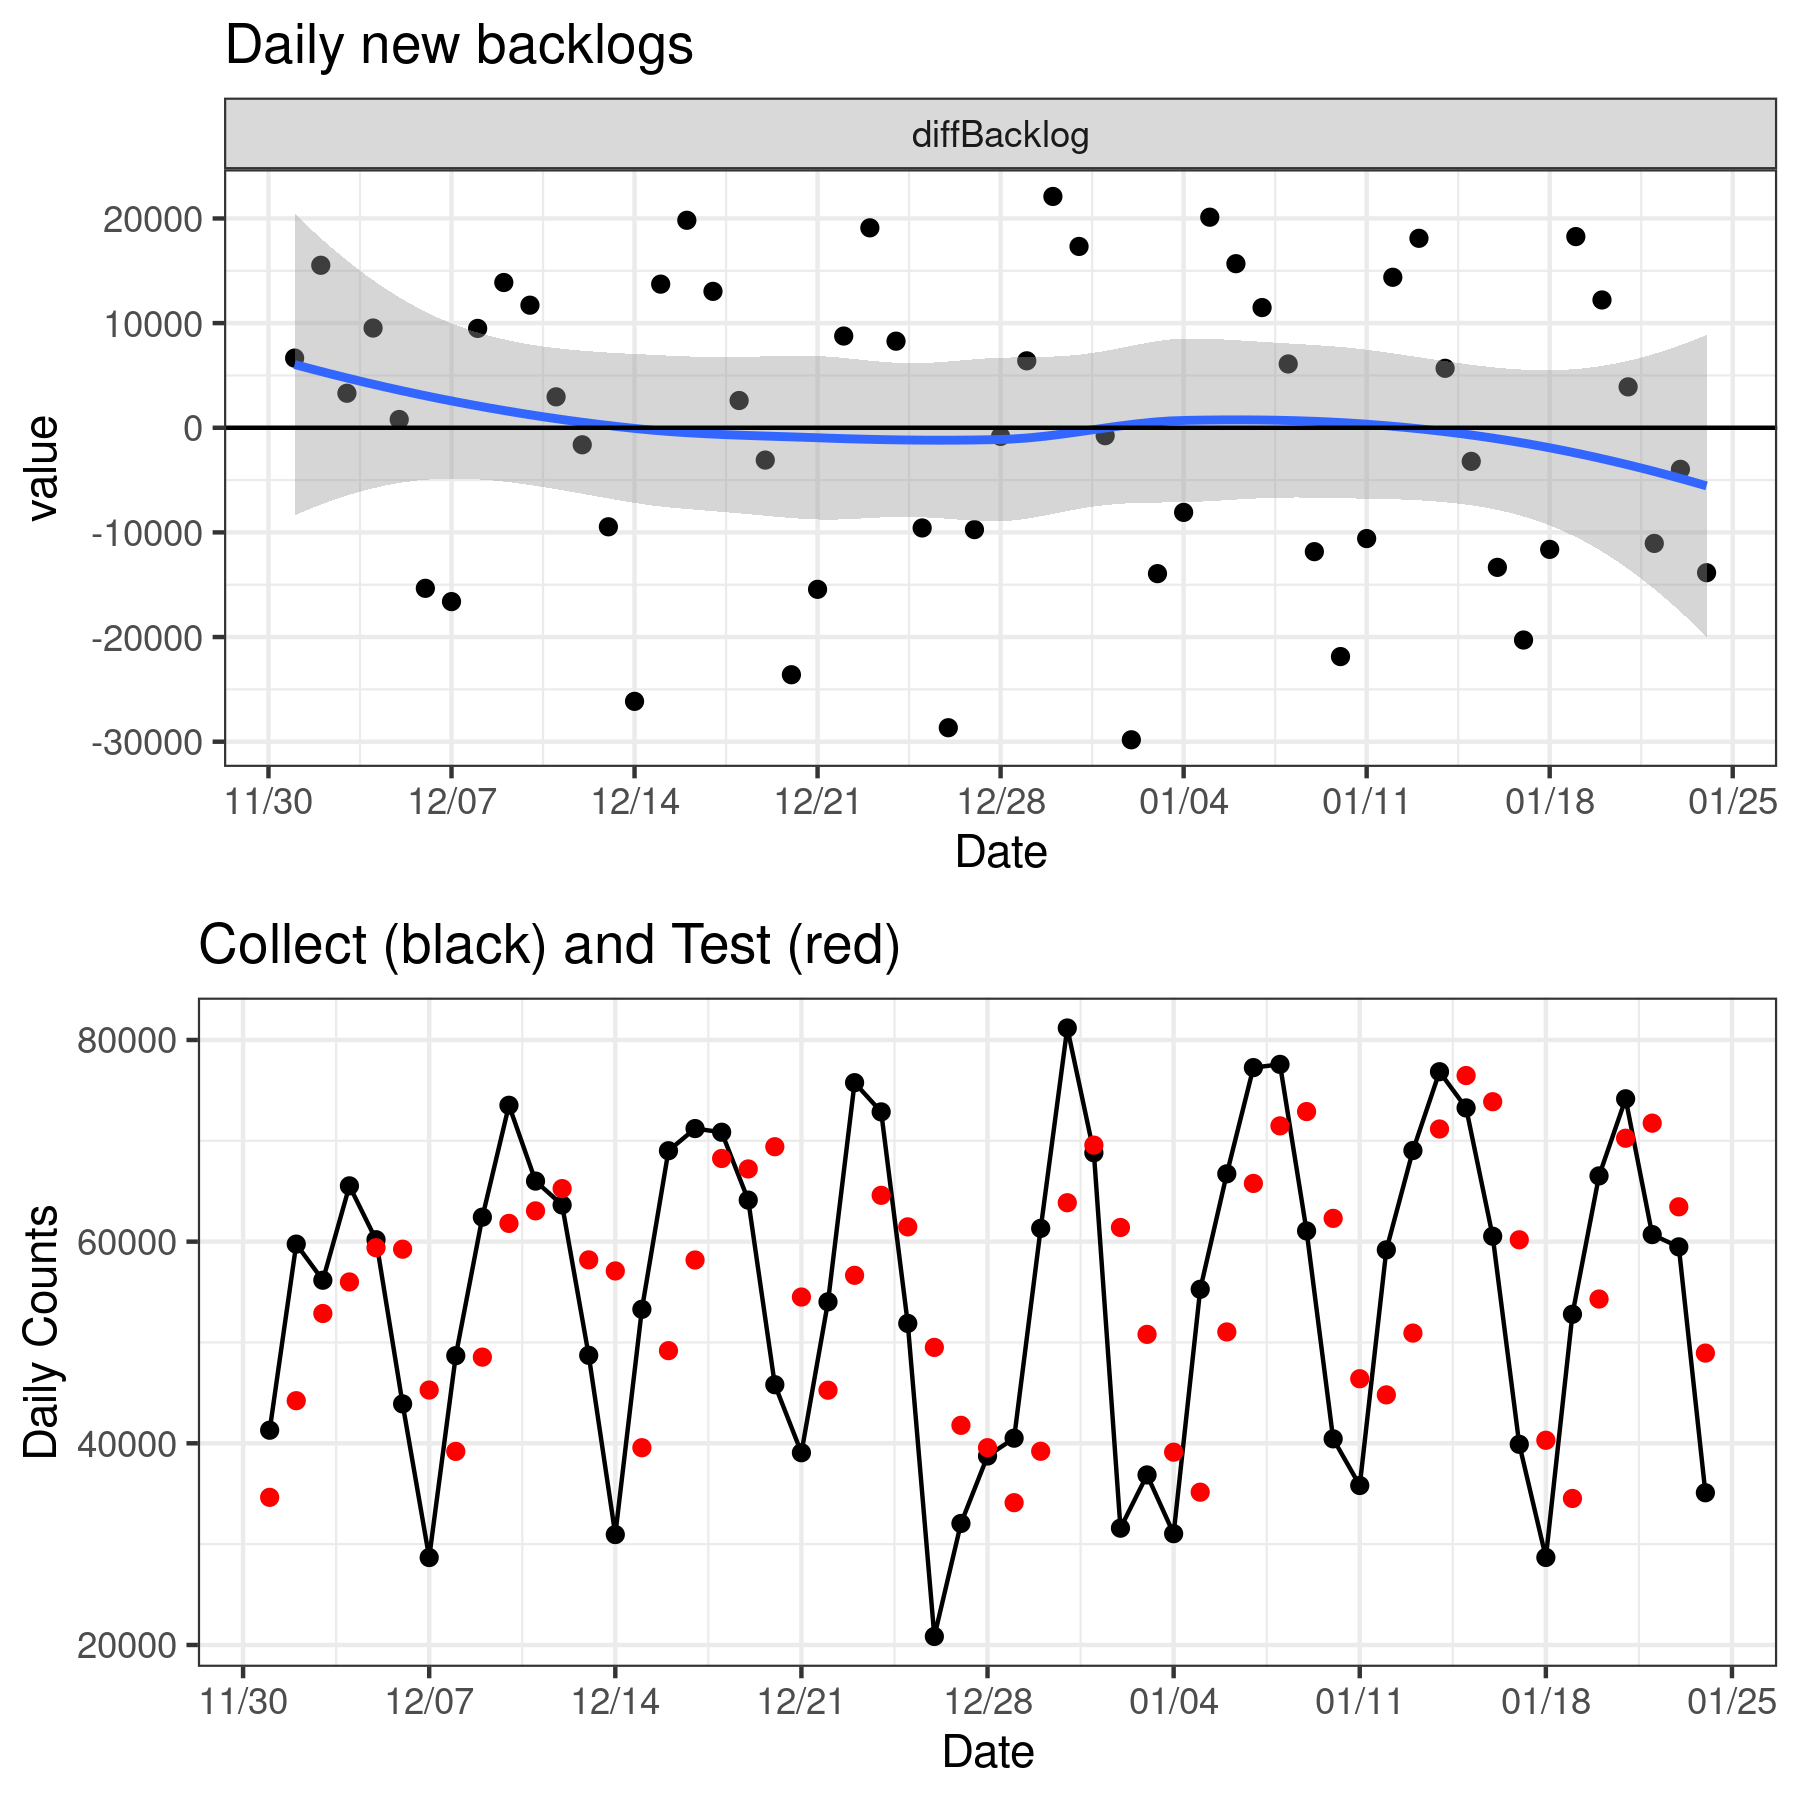 Daily new backlogs
diffBacklog
value
20000
10000
0
-10000
-20000
-30000
11/30 12/07 12/14 12/21 12/28 01/04 01/11 01/18 01/25
Date
Collect (black) and Test (red)
Daily Counts
80000
60000
40000
20000
11/30 12/07 12/14 12/21 12/28 01/04 01/11 01/18 01/25
Date